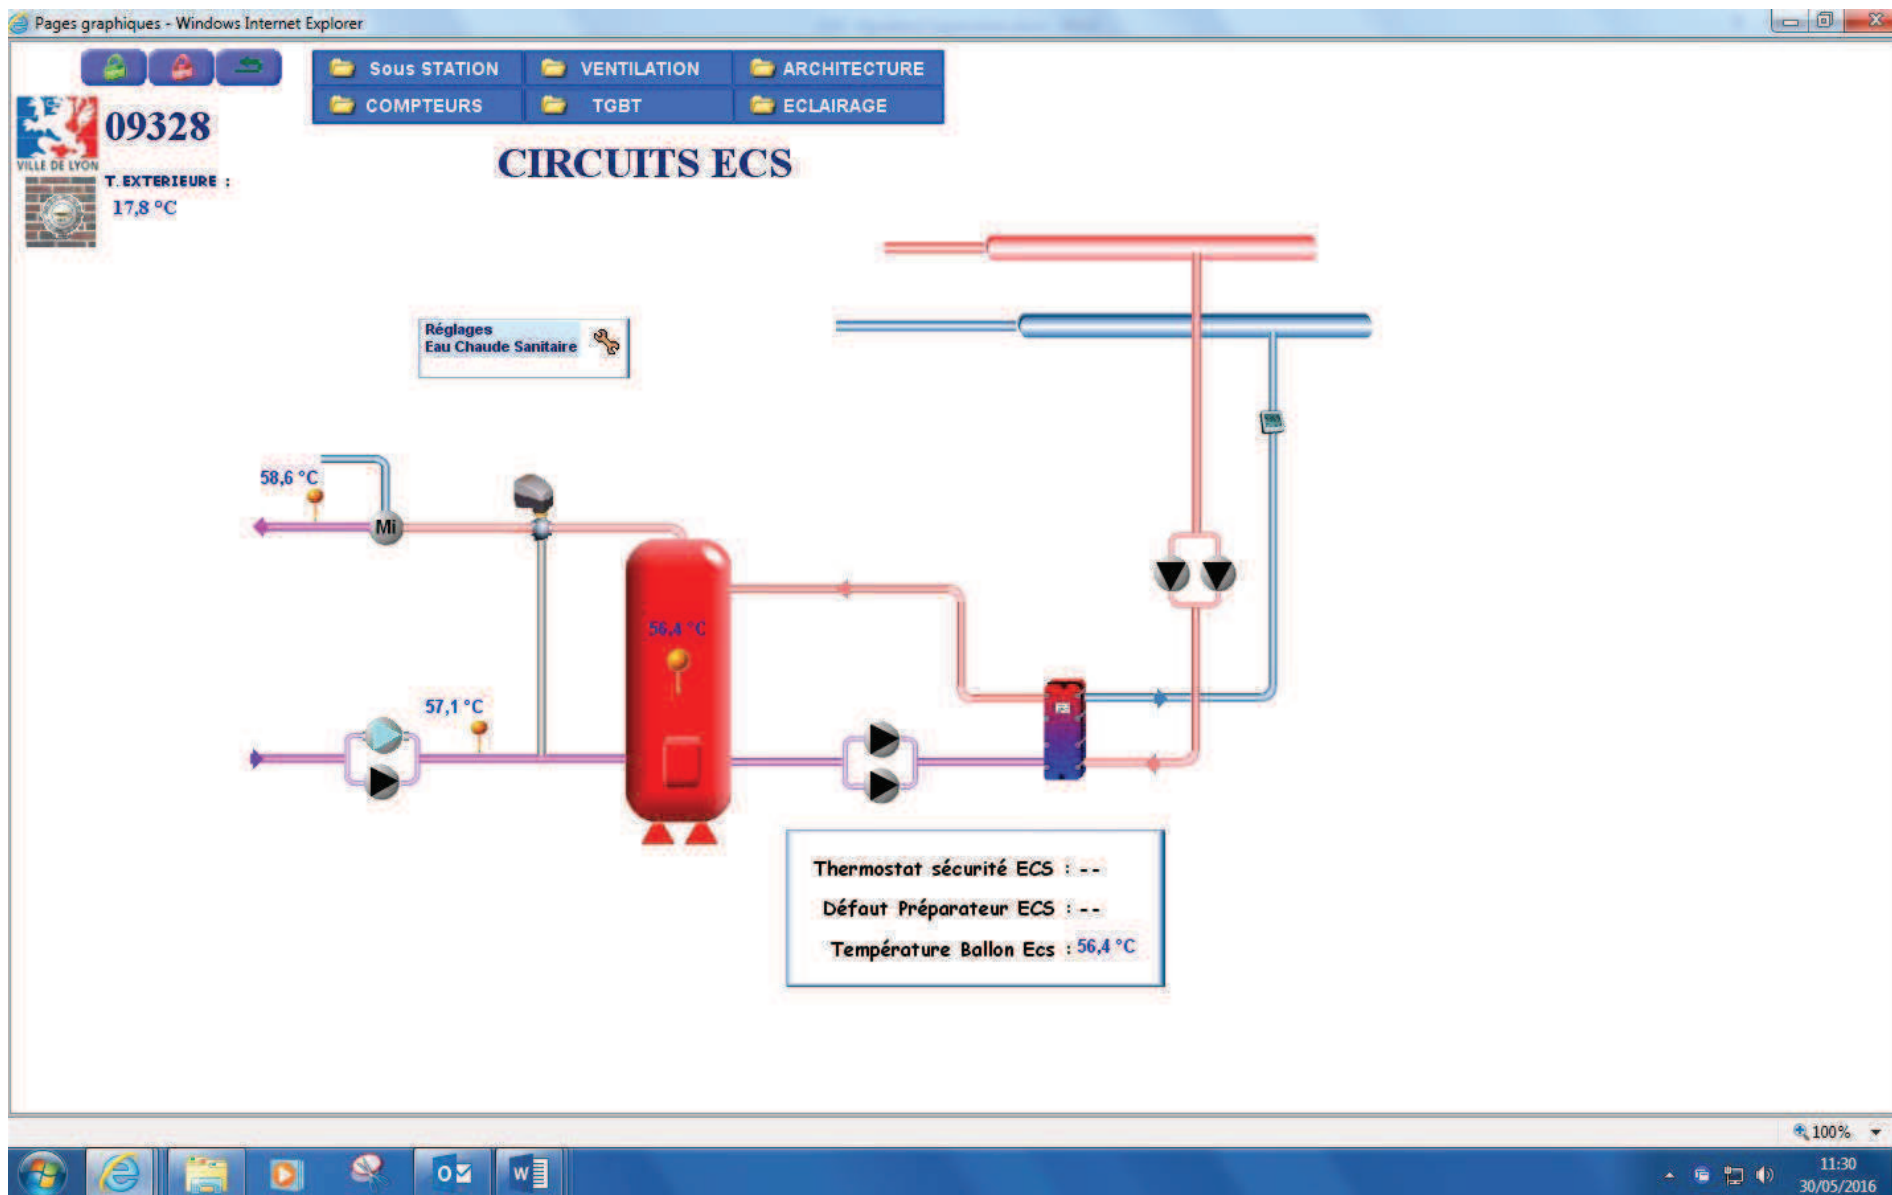 Pages graphiques - Windows Internet Explorer
Sous STATION
VENTILATION
ARCHITECTURE
COMPTEURS
TGBT
ECLAIRAGE
VILLE DE LYON
09328
T.EXTERIEURE :
17,8 °C
CIRCUITS ECS
Réglages
Eau Chaude Sanitaire
58,6 °C
Mi
56,4 °C
57,1 °C
Thermostat sécurité ECS : --
Défaut Préparateur ECS : --
Température Ballon Ecs : 56,4 °C
100%
11:30
30/05/2016